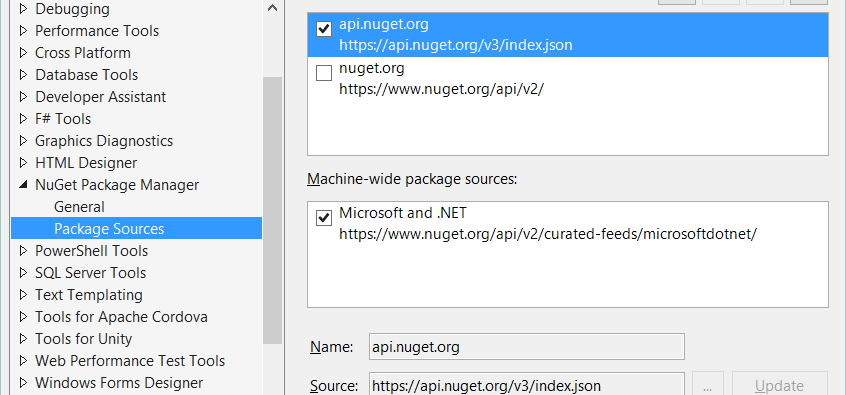 Debugging
Performance Tools
Cross Platform
Database Tools
Developer Assistant
F# Tools
Graphics Diagnostics
HTML Designer
NuGet Package Manager
General
Package Sources
PowerShell Tools
SQL Server Tools
Text Templating
Tools for Apache Cordova
Tools for Unity
Web Performance Test Tools
Windows Forms Designer
api.nuget.org
https://api.nuget.org/v3/index.json
nuget.org
https://www.nuget.org/api/v2/
Machine-wide package sources:
Microsoft and .NET
https://www.nuget.org/api/v2/curated-feeds/microsoftdotnet/
Name: api.nuget.org
Source: https://api.nuget.org/v3/index.json ... Update